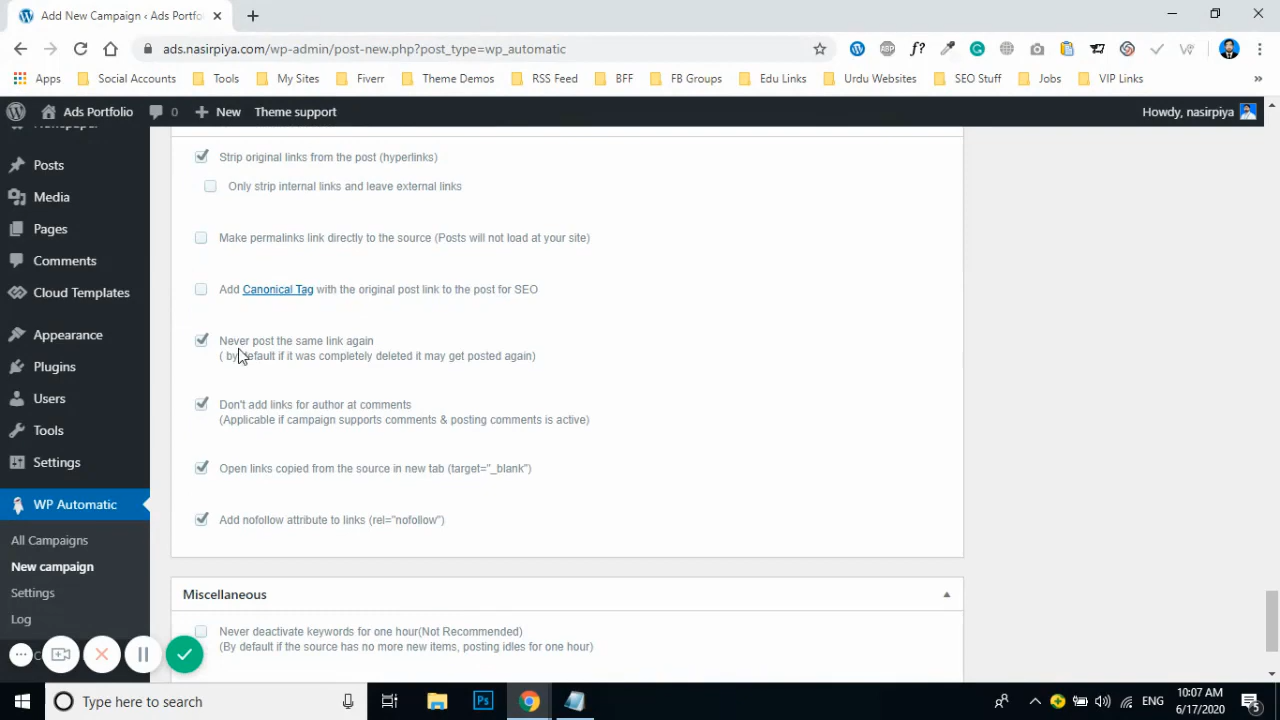 Add New Campaign ‹ Ads Portfo
ads.nasirpiya.com/wp-admin/post-new.php?post_type=wp_automatic
ABP
f?
Apps
Social Accounts
Tools
My Sites
Fiverr
Theme Demos
RSS Feed
BFF
FB Groups
Edu Links
Urdu Websites
SEO Stuff
Jobs
VIP Links
»
Ads Portfolio
0
New
Theme support
Howdy, nasirpiya
Posts
Media
Pages
Comments
Cloud Templates
Appearance
Plugins
Users
Tools
Settings
WP Automatic
All Campaigns
New campaign
Settings
Log
Strip original links from the post (hyperlinks)
Only strip internal links and leave external links
Make permalinks link directly to the source (Posts will not load at your site)
Add Canonical Tag with the original post link to the post for SEO
Never post the same link again
( by default if it was completely deleted it may get posted again)
Don't add links for author at comments
(Applicable if campaign supports comments & posting comments is active)
Open links copied from the source in new tab (target="_blank")
Add nofollow attribute to links (rel="nofollow")
Miscellaneous
Never deactivate keywords for one hour(Not Recommended)
(By default if the source has no more new items, posting idles for one hour)
Type here to search
Ps
ENG
10:07 AM
6/17/2020
5